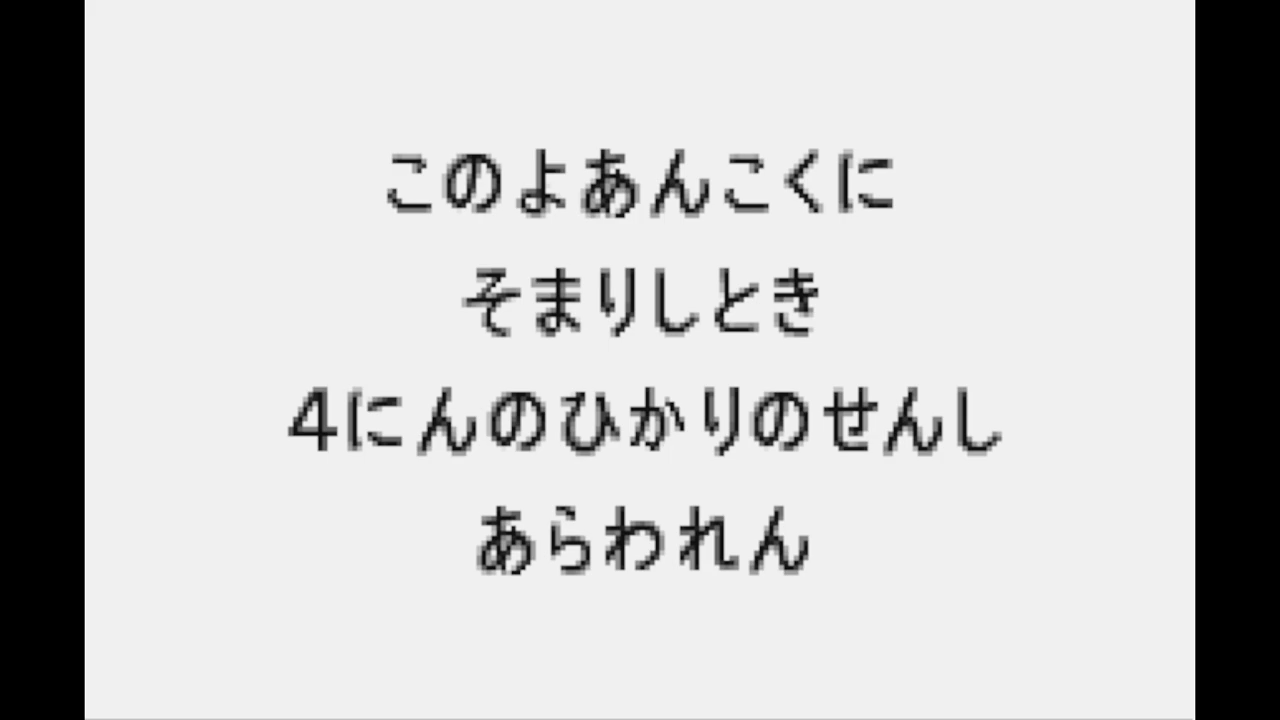 このよあんこくに
そまりしとき
4にんのひかりのせんし
あらわれん